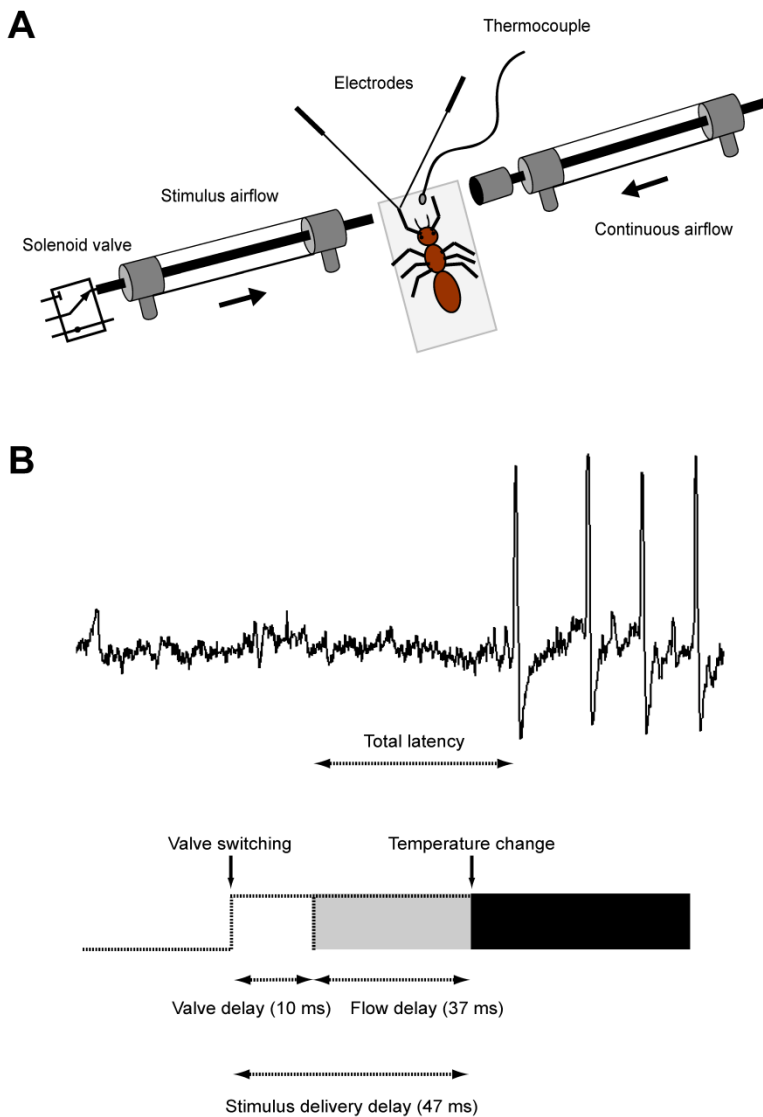 A
Thermocouple
Electrodes
Stimulus airflow
Solenoid valve
Continuous airflow
B
Total latency
Valve switching
Temperature change
Valve delay (10 ms)
Flow delay (37 ms)
Stimulus delivery delay (47 ms)